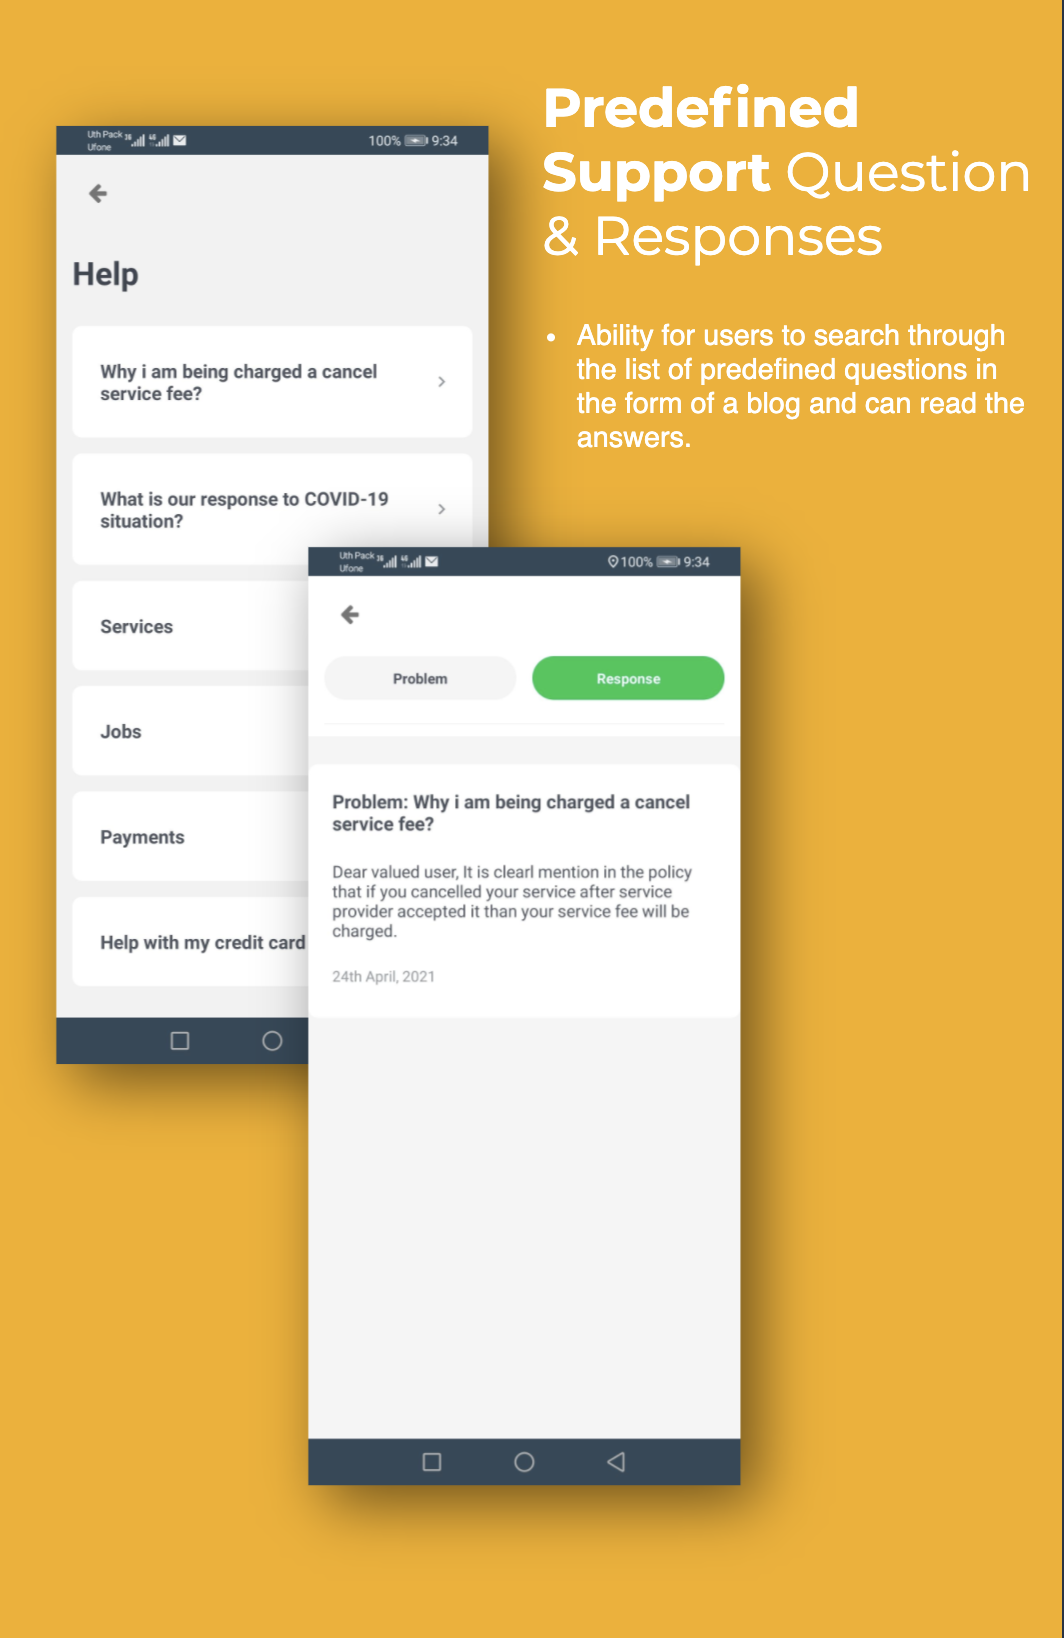 Predefined
Support Question
& Responses
• Ability for users to search through
the list of predefined questions in
the form of a blog and can read the
answers.
Uth Pack
Ufone
3G
4G
100% 9:34
Help
Why i am being charged a cancel
service fee?
What is our response to COVID-19
situation?
Services
Jobs
Payments
Help with my credit card
Uth Pack
Ufone
3G
4G
100% 9:34
Problem
Response
Problem: Why i am being charged a cancel
service fee?
Dear valued user, It is clearl mention in the policy
that if you cancelled your service after service
provider accepted it than your service fee will be
charged.
24th April, 2021